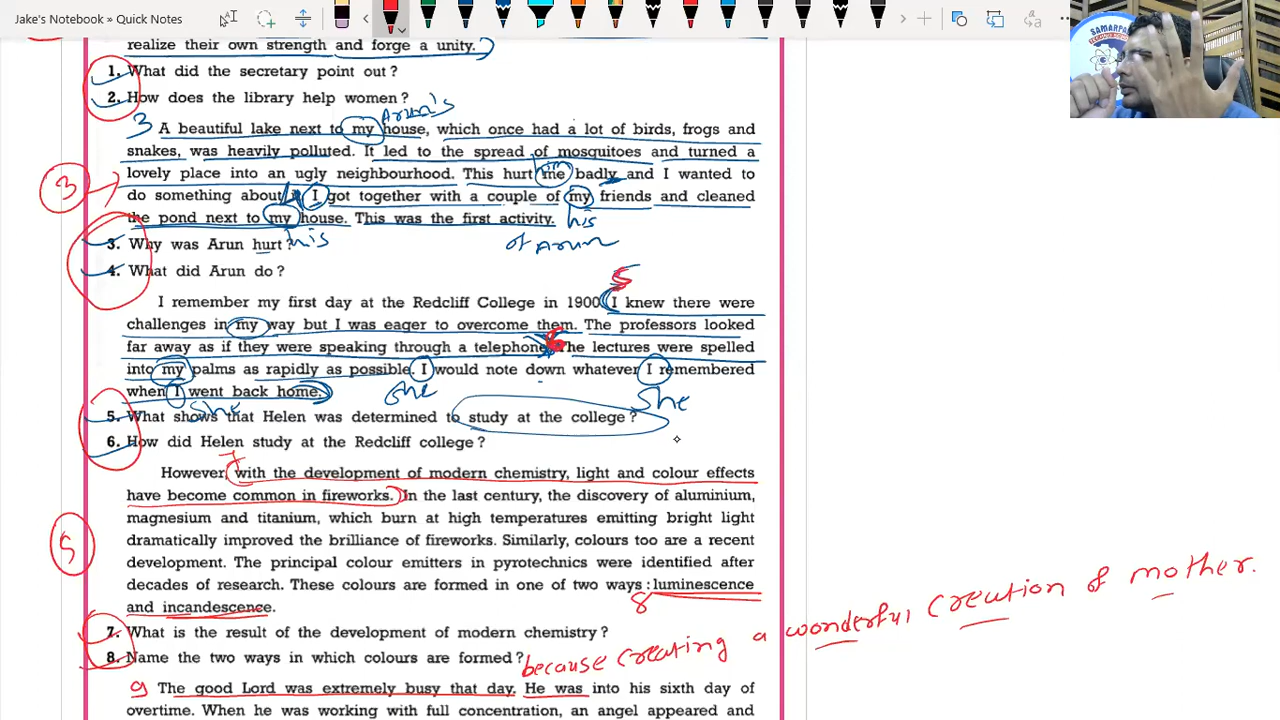 Jake's Notebook » Quick Notes
SAMARPAN
realize their own strength and forge a unity.
1. What did the secretary point out?
2. How does the library help women?
Arun's
3 A beautiful lake next to my house, which once had a lot of birds, frogs and
snakes, was heavily polluted. It led to the spread of mosquitoes and turned a
him
lovely place into an ugly neighbourhood. This hurt me badly and I wanted to
3
do something about it. I got together with a couple of my friends and cleaned
the pond next to my house. This was the first activity.
his his of Arun
3. Why was Arun hurt?
4. What did Arun do?
5
I remember my first day at the Redcliff College in 1900. I knew there were
challenges in my way but I was eager to overcome them. The professors looked
6
far away as if they were speaking through a telephone. The lectures were spelled
into my palms as rapidly as possible. I would note down whatever I remembered
when I went back home.
she she she
5. What shows that Helen was determined to study at the college?
6. How did Helen study at the Redcliff college?
7
However, with the development of modern chemistry, light and colour effects
have become common in fireworks. In the last century, the discovery of aluminium,
magnesium and titanium, which burn at high temperatures emitting bright light
5
dramatically improved the brilliance of fireworks. Similarly, colours too are a recent
development. The principal colour emitters in pyrotechnics were identified after
decades of research. These colours are formed in one of two ways : luminescence
and incandescence.
8
7. What is the result of the development of modern chemistry?
8. Name the two ways in which colours are formed?
because creating a wonderful creation of mother.
9 The good Lord was extremely busy that day. He was into his sixth day of
overtime. When he was working with full concentration, an angel appeared and